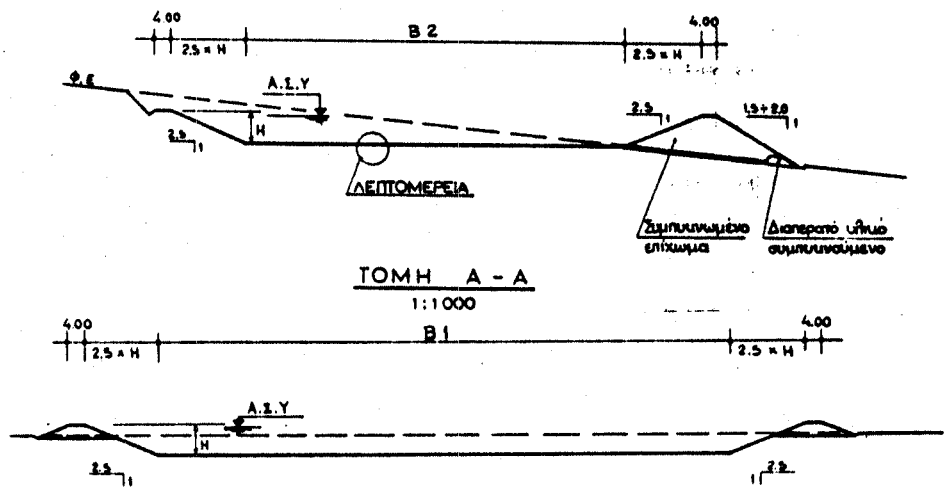 4.00
B 2
4.00
2.5 × H
2.5 × H
Φ.Ε
Α.Σ.Υ
H
2.5
1
2.5
1
1.5÷2.0
1
ΛΕΠΤΟΜΕΡΕΙΑ
Συμπυκνωμένο
επίχωμα
Διαπερατό υλικό
συμπυκνούμενο
ΤΟΜΗ Α - Α
1:1000
4.00
B 1
4.00
2.5 × H
2.5 × H
Α.Σ.Υ
H
2.5
1
2.5
1